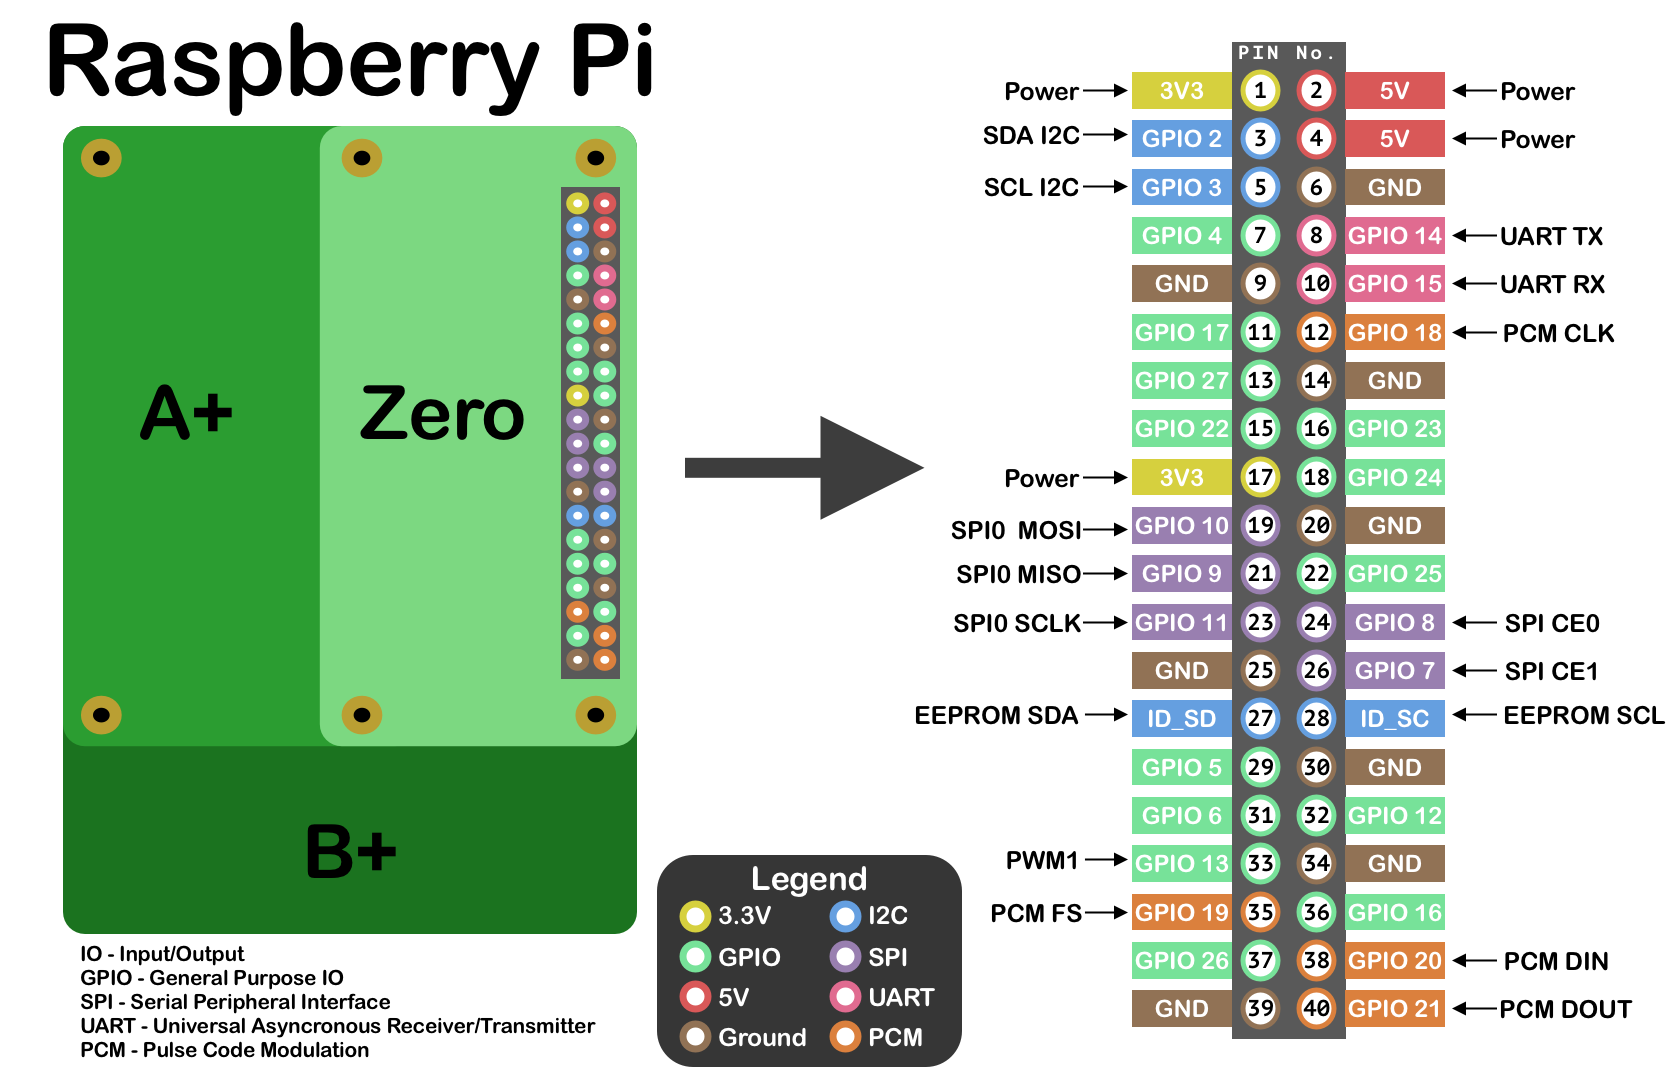 Raspberry Pi
A+
Zero
B+
IO - Input/Output
GPIO - General Purpose IO
SPI - Serial Peripheral Interface
UART - Universal Asyncronous Receiver/Transmitter
PCM - Pulse Code Modulation
Legend
3.3V I2C
GPIO SPI
5V UART
Ground PCM
PIN No.
Power 3V3 1 2 5V Power
SDA I2C GPIO 2 3 4 5V Power
SCL I2C GPIO 3 5 6 GND
GPIO 4 7 8 GPIO 14 UART TX
GND 9 10 GPIO 15 UART RX
GPIO 17 11 12 GPIO 18 PCM CLK
GPIO 27 13 14 GND
GPIO 22 15 16 GPIO 23
Power 3V3 17 18 GPIO 24
SPI0 MOSI GPIO 10 19 20 GND
SPI0 MISO GPIO 9 21 22 GPIO 25
SPI0 SCLK GPIO 11 23 24 GPIO 8 SPI CE0
GND 25 26 GPIO 7 SPI CE1
EEPROM SDA ID_SD 27 28 ID_SC EEPROM SCL
GPIO 5 29 30 GND
GPIO 6 31 32 GPIO 12
PWM1 GPIO 13 33 34 GND
PCM FS GPIO 19 35 36 GPIO 16
GPIO 26 37 38 GPIO 20 PCM DIN
GND 39 40 GPIO 21 PCM DOUT